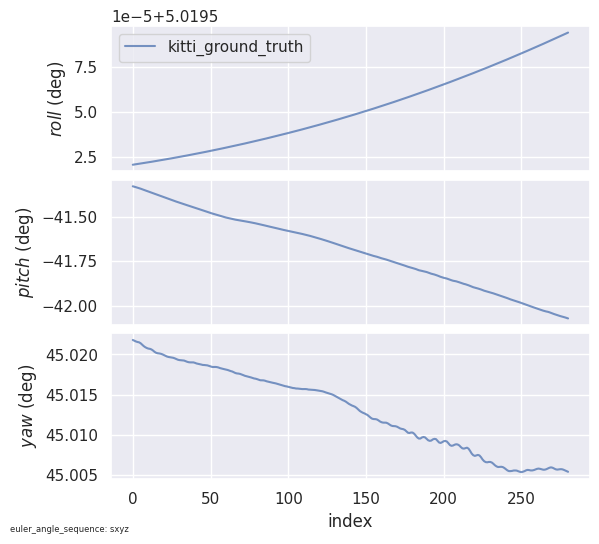 1e−5+5.0195
kitti_ground_truth
7.5
5.0
2.5
roll (deg)
−41.50
−41.75
−42.00
pitch (deg)
45.020
45.015
45.010
45.005
yaw (deg)
0 50 100 150 200 250
index
euler_angle_sequence: sxyz